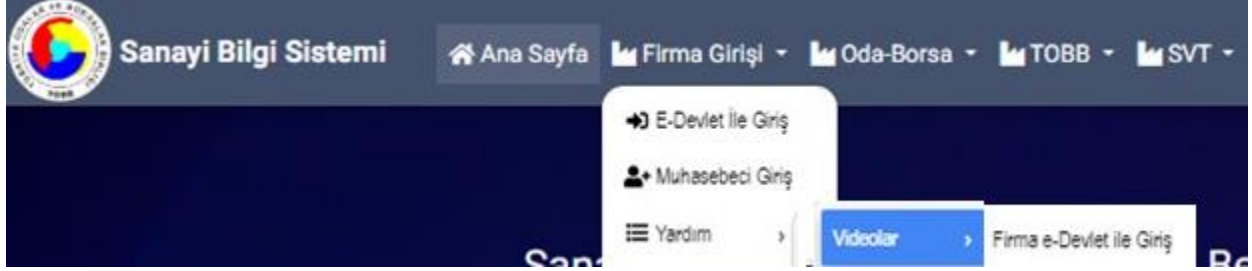 Sanayi Bilgi Sistemi Ana Sayfa Firma Girişi Oda-Borsa TOBB SVT
E-Devlet İle Giriş
Muhasebeci Giriş
Yardım Videolar Firma e-Devlet ile Giriş